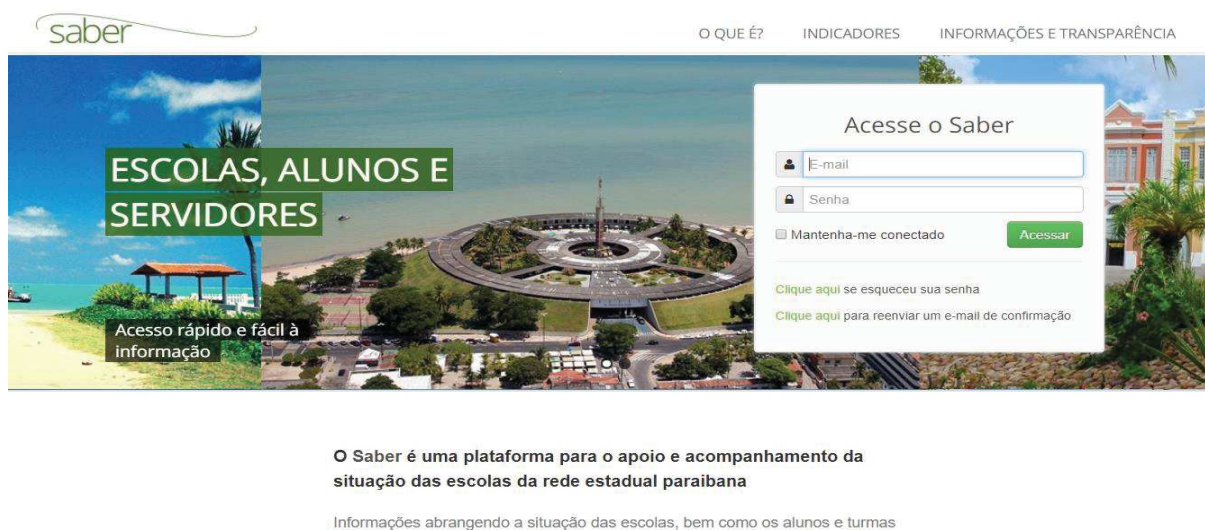 saber
O QUE É? INDICADORES INFORMAÇÕES E TRANSPARÊNCIA
ESCOLAS, ALUNOS E
SERVIDORES
Acesso rápido e fácil à
informação
Acesse o Saber
E-mail
Senha
Mantenha-me conectado
Acessar
Clique aqui se esqueceu sua senha
Clique aqui para reenviar um e-mail de confirmação
O Saber é uma plataforma para o apoio e acompanhamento da
situação das escolas da rede estadual paraibana
Informações abrangendo a situação das escolas, bem como os alunos e turmas